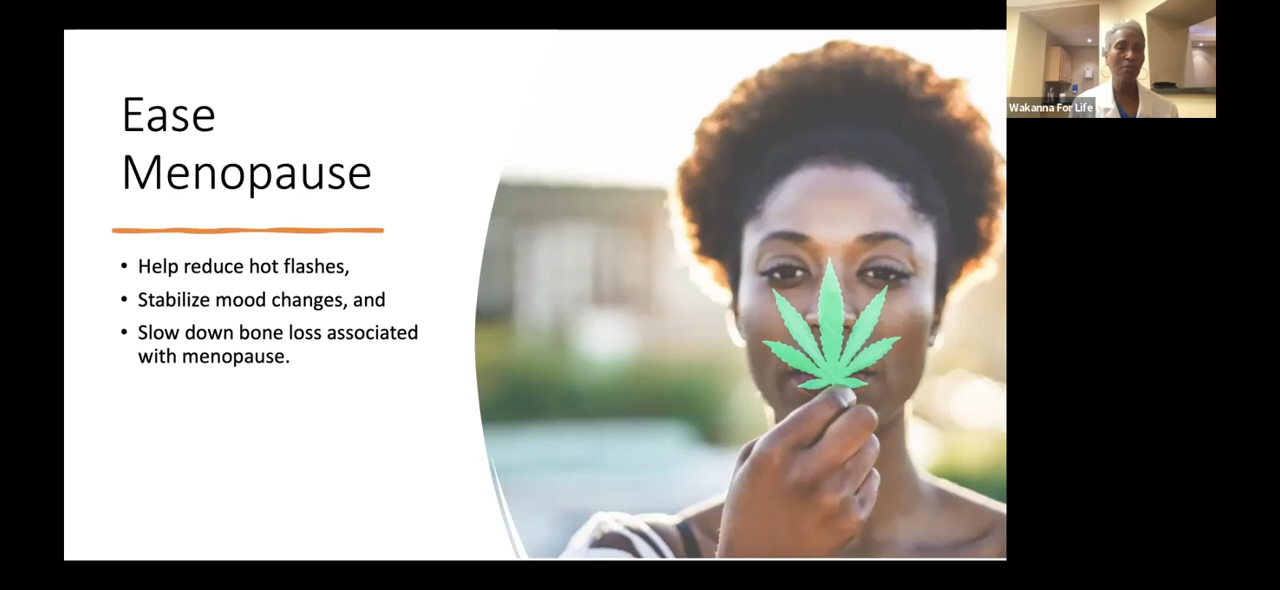 Ease
Menopause
• Help reduce hot flashes,
• Stabilize mood changes, and
• Slow down bone loss associated
with menopause.
Wakanna For Life